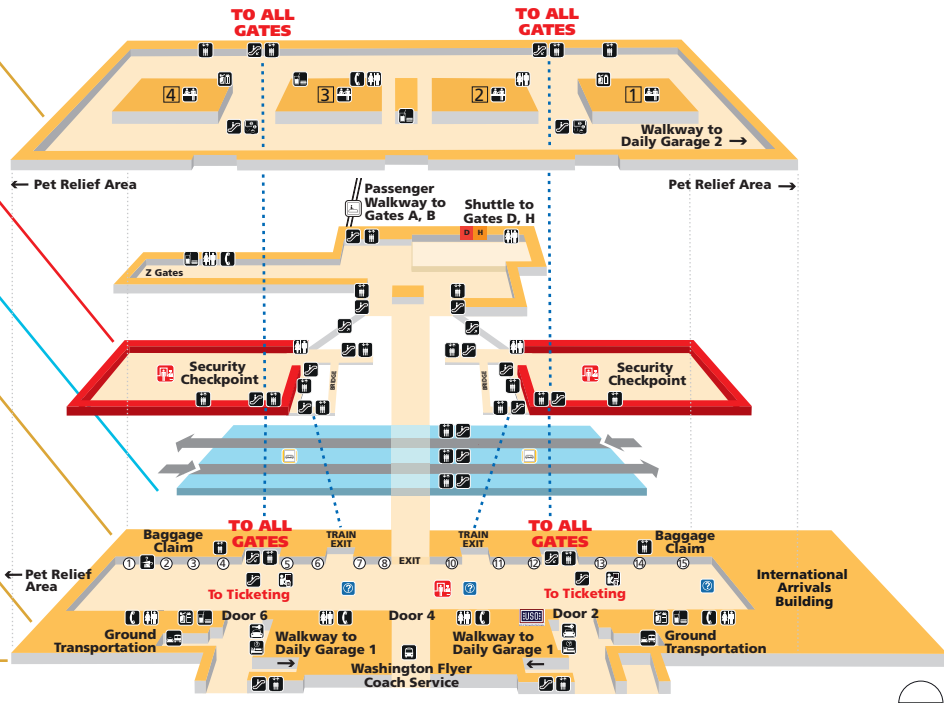 TO ALL
GATES
TO ALL
GATES
4
3
2
1
Walkway to
Daily Garage 2
Pet Relief Area
Pet Relief Area
Passenger
Walkway to
Gates A, B
Shuttle to
Gates D, H
D H
Z Gates
Security
Checkpoint
Security
Checkpoint
BRIDGE
BRIDGE
TO ALL
GATES
TO ALL
GATES
Baggage
Claim
TRAIN
EXIT
TRAIN
EXIT
Baggage
Claim
1 2 3 4 5 6 7 8 EXIT 10 11 12 13 14 15
Pet Relief
Area
To Ticketing
? ?
To Ticketing
?
International
Arrivals
Building
Door 6
Door 4
USO
Door 2
Ground
Transportation
Walkway to
Daily Garage 1
Walkway to
Daily Garage 1
Ground
Transportation
Washington Flyer
Coach Service